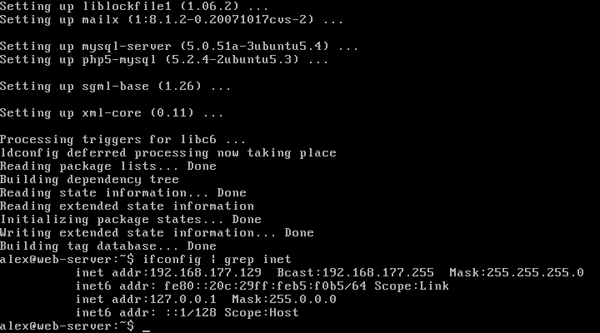 Setting up liblockfile1 (1.06.2) ...
Setting up mailx (1:8.1.2-0.20071017cvs-2) ...
Setting up mysql-server (5.0.51a-3ubuntu5.4) ...
Setting up php5-mysql (5.2.4-2ubuntu5.3) ...
Setting up sgml-base (1.26) ...
Setting up xml-core (0.11) ...
Processing triggers for libc6 ...
ldconfig deferred processing now taking place
Reading package lists... Done
Building dependency tree
Reading state information... Done
Reading extended state information
Initializing package states... Done
Writing extended state information... Done
Building tag database... Done
alex@web-server:~$ ifconfig | grep inet
inet addr:192.168.177.129  Bcast:192.168.177.255  Mask:255.255.255.0
inet6 addr: fe80::20c:29ff:feb5:f0b5/64 Scope:Link
inet addr:127.0.0.1  Mask:255.0.0.0
inet6 addr: ::1/128 Scope:Host
alex@web-server:~$ _